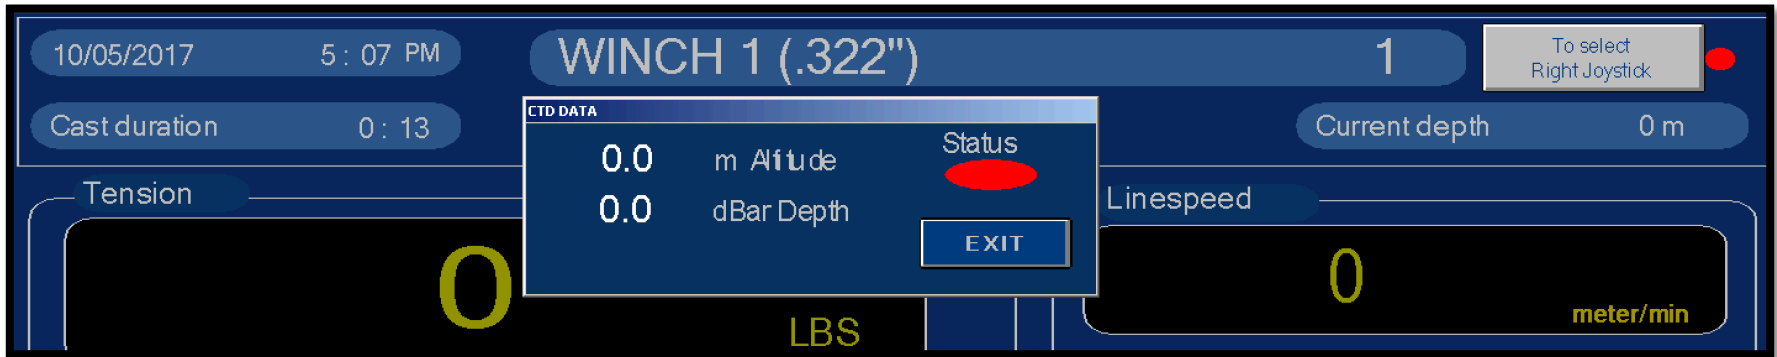 10/05/2017 5 : 07 PM
WINCH 1 (.322") 1
To select
Right Joystick
Cast duration 0 : 13
CTD DATA
0.0 m Altitude
Status
0.0 dBar Depth
EXIT
Current depth 0 m
Tension
0
LBS
Linespeed
0
meter/min